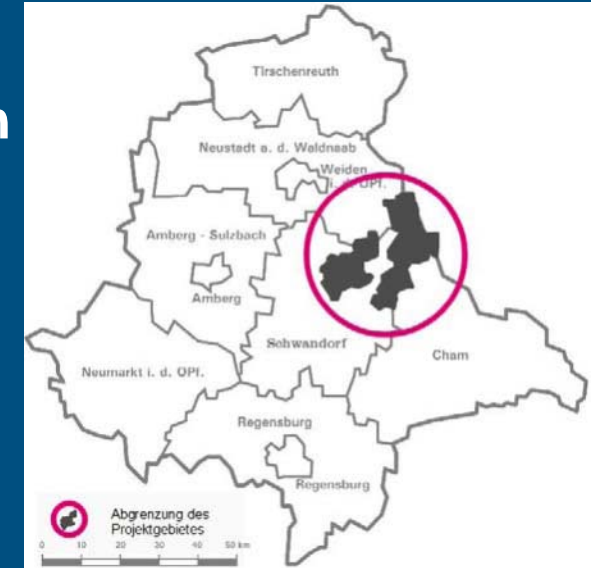 n
Tirschenreuth
Neustadt a. d. Waldnaab
Weiden
i. d. OPf.
Amberg - Sulzbach
Amberg
Schwandorf
Cham
Neumarkt i. d. OPf.
Regensburg
Regensburg
Abgrenzung des
Projektgebietes
0 10 20 30 40 50 km